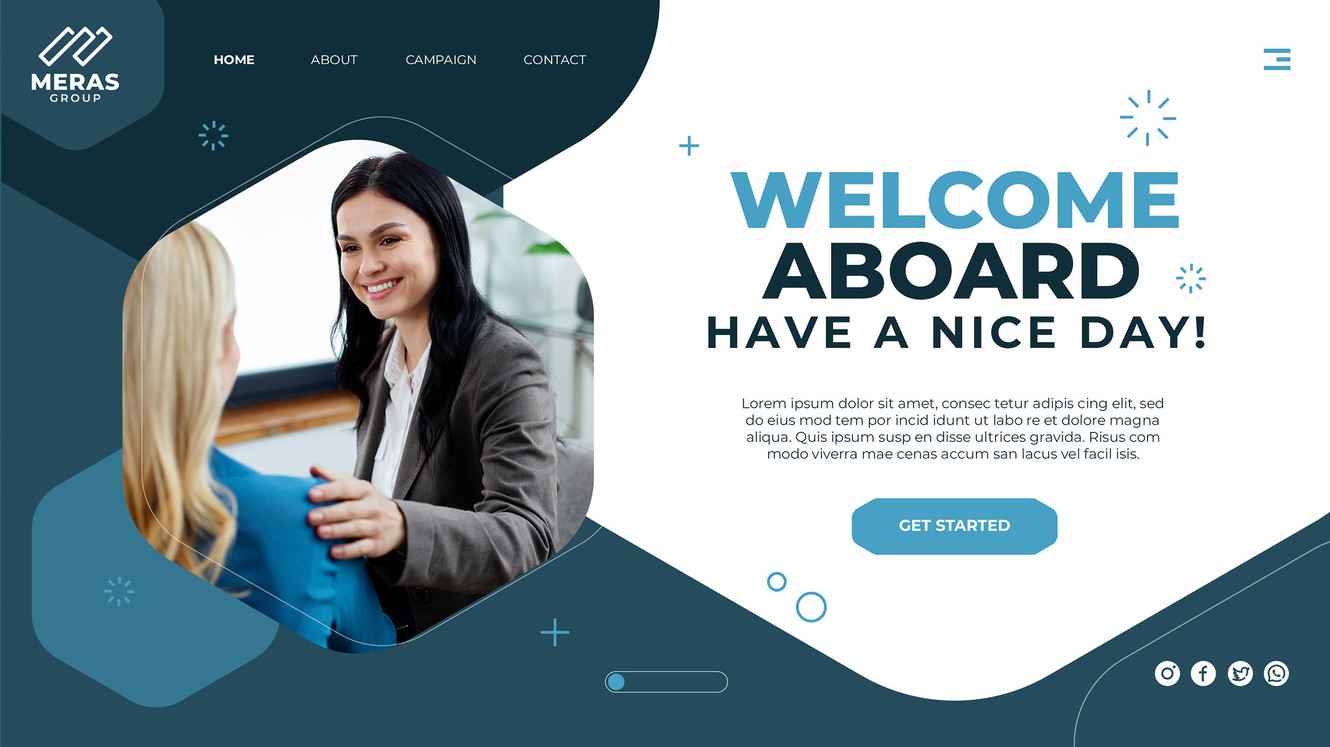 MERAS
GROUP
HOME ABOUT CAMPAIGN CONTACT
WELCOME
ABOARD
HAVE A NICE DAY!
Lorem ipsum dolor sit amet, consec tetur adipis cing elit, sed
do eius mod tem por incid idunt ut labo re et dolore magna
aliqua. Quis ipsum susp en disse ultrices gravida. Risus com
modo viverra mae cenas accum san lacus vel facil isis.
GET STARTED